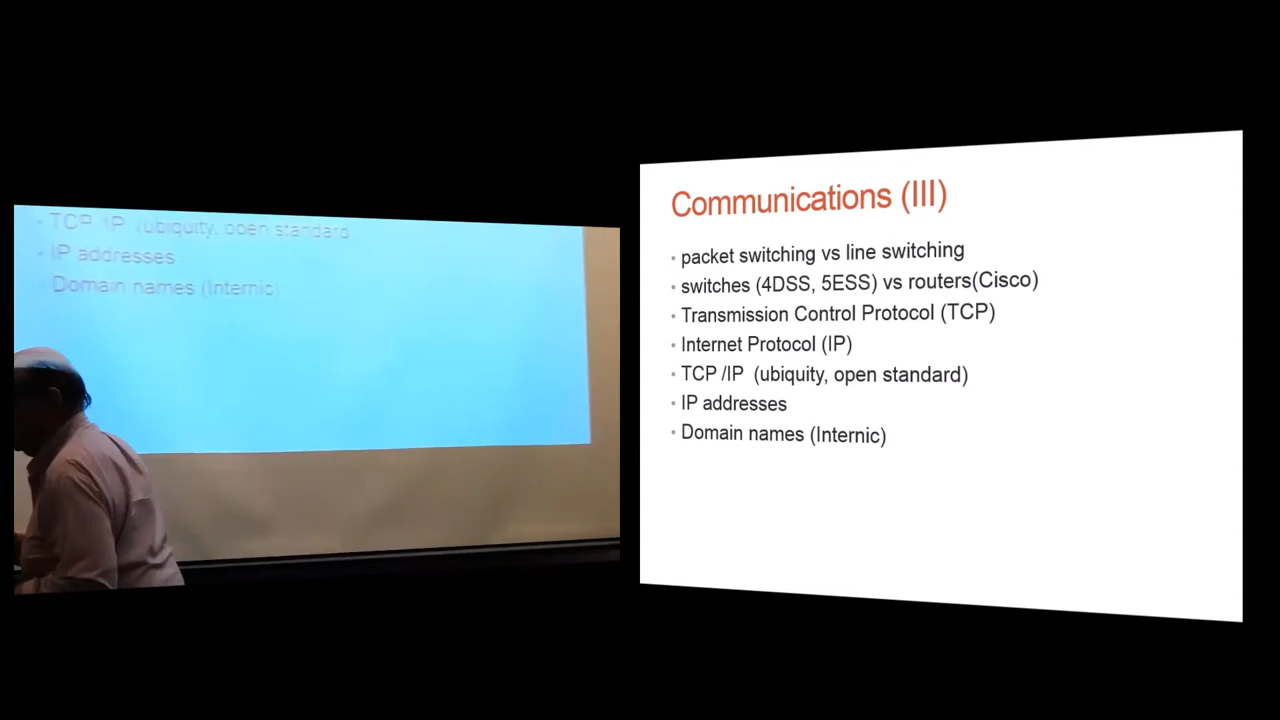 TCP /IP (ubiquity, open standard
• IP addresses
• Domain names (Internic)
Communications (III)
• packet switching vs line switching
• switches (4DSS, 5ESS) vs routers(Cisco)
• Transmission Control Protocol (TCP)
• Internet Protocol (IP)
• TCP /IP (ubiquity, open standard)
• IP addresses
• Domain names (Internic)